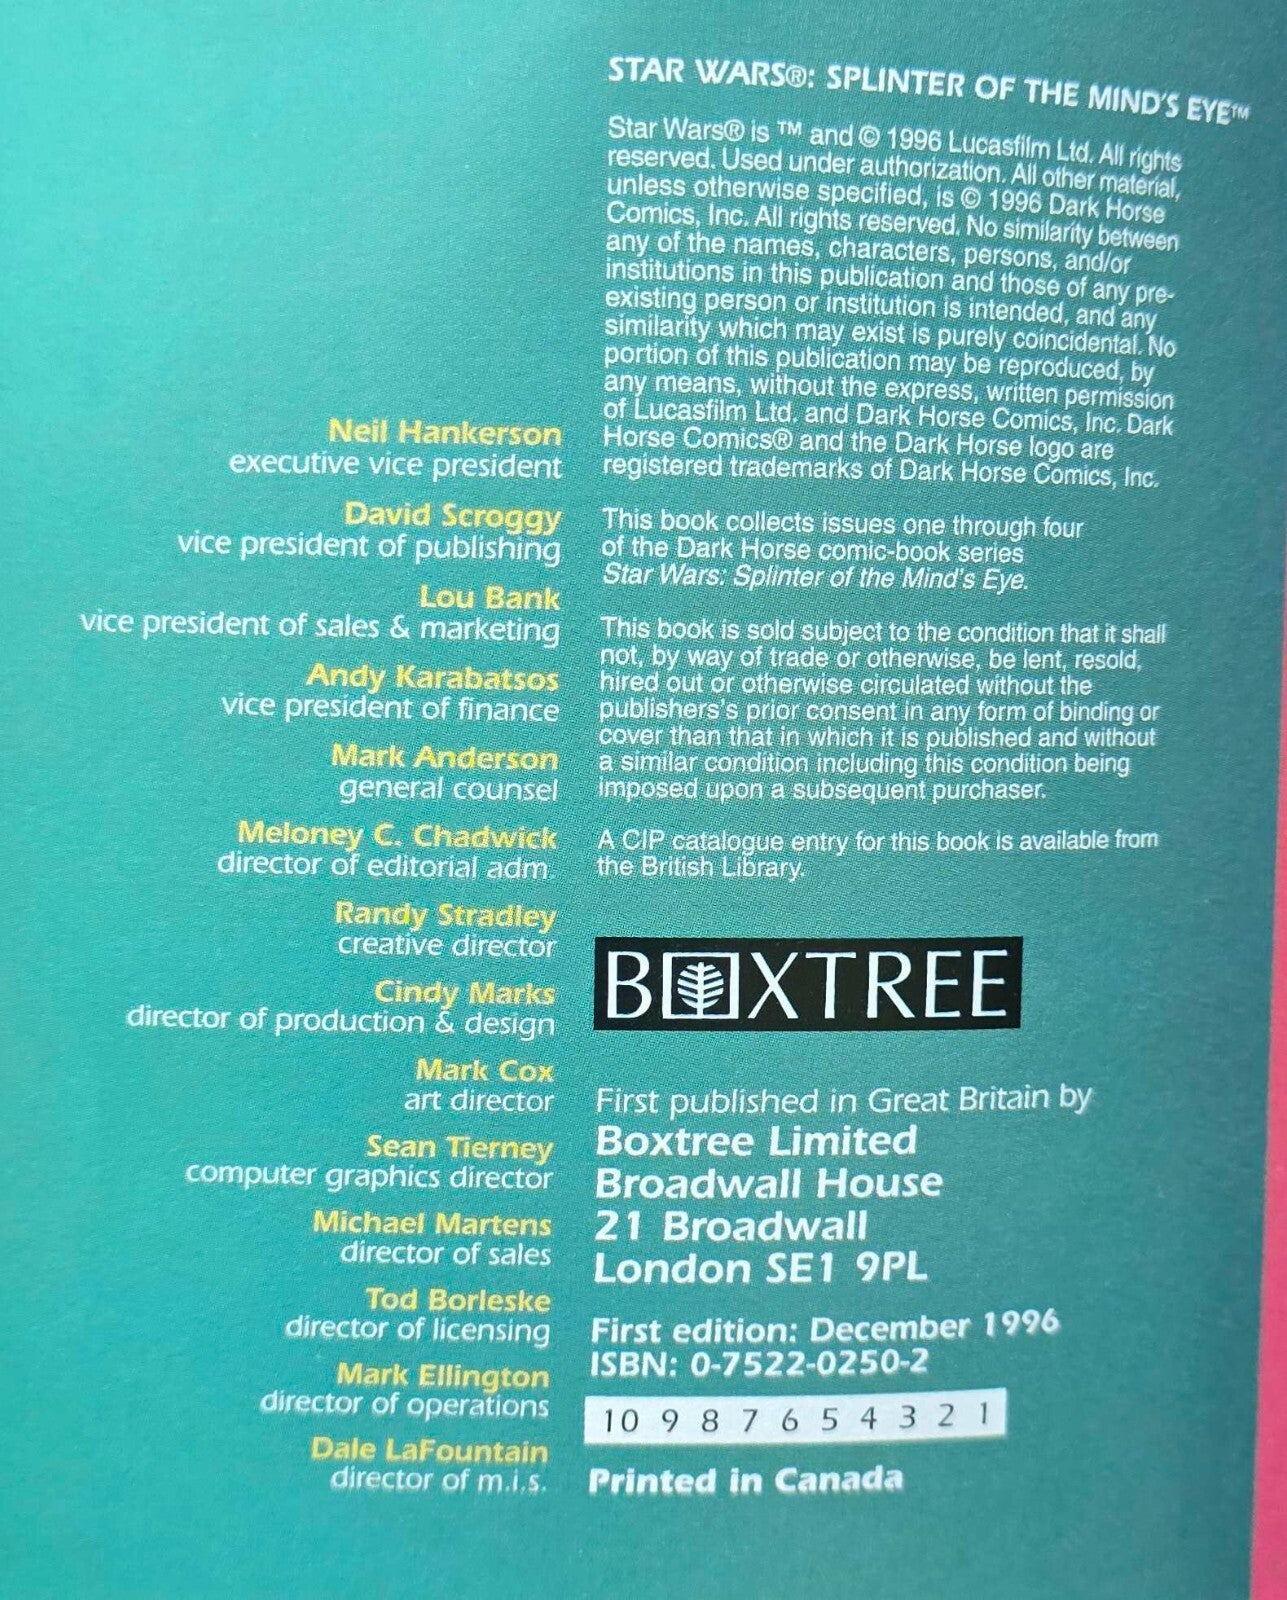 Neil Hankerson
executive vice president
David Scroggy
vice president of publishing
Lou Bank
vice president of sales & marketing
Andy Karabatsos
vice president of finance
Mark Anderson
general counsel
Meloney C. Chadwick
director of editorial adm.
Randy Stradley
creative director
Cindy Marks
director of production & design
Mark Cox
art director
Sean Tierney
computer graphics director
Michael Martens
director of sales
Tod Borleske
director of licensing
Mark Ellington
director of operations
Dale LaFountain
director of m.i.s.
STAR WARS®: SPLINTER OF THE MIND'S EYE™
Star Wars® is ™ and © 1996 Lucasfilm Ltd. All rights
reserved. Used under authorization. All other material,
unless otherwise specified, is © 1996 Dark Horse
Comics, Inc. All rights reserved. No similarity between
any of the names, characters, persons, and/or
institutions in this publication and those of any pre-
existing person or institution is intended, and any
similarity which may exist is purely coincidental. No
portion of this publication may be reproduced, by
any means, without the express, written permission
of Lucasfilm Ltd. and Dark Horse Comics, Inc. Dark
Horse Comics® and the Dark Horse logo are
registered trademarks of Dark Horse Comics, Inc.
This book collects issues one through four
of the Dark Horse comic-book series
Star Wars: Splinter of the Mind's Eye.
This book is sold subject to the condition that it shall
not, by way of trade or otherwise, be lent, resold,
hired out or otherwise circulated without the
publishers's prior consent in any form of binding or
cover than that in which it is published and without
a similar condition including this condition being
imposed upon a subsequent purchaser.
A CIP catalogue entry for this book is available from
the British Library.
BOXTREE
First published in Great Britain by
Boxtree Limited
Broadwall House
21 Broadwall
London SE1 9PL
First edition: December 1996
ISBN: 0-7522-0250-2
10 9 8 7 6 5 4 3 2 1
Printed in Canada